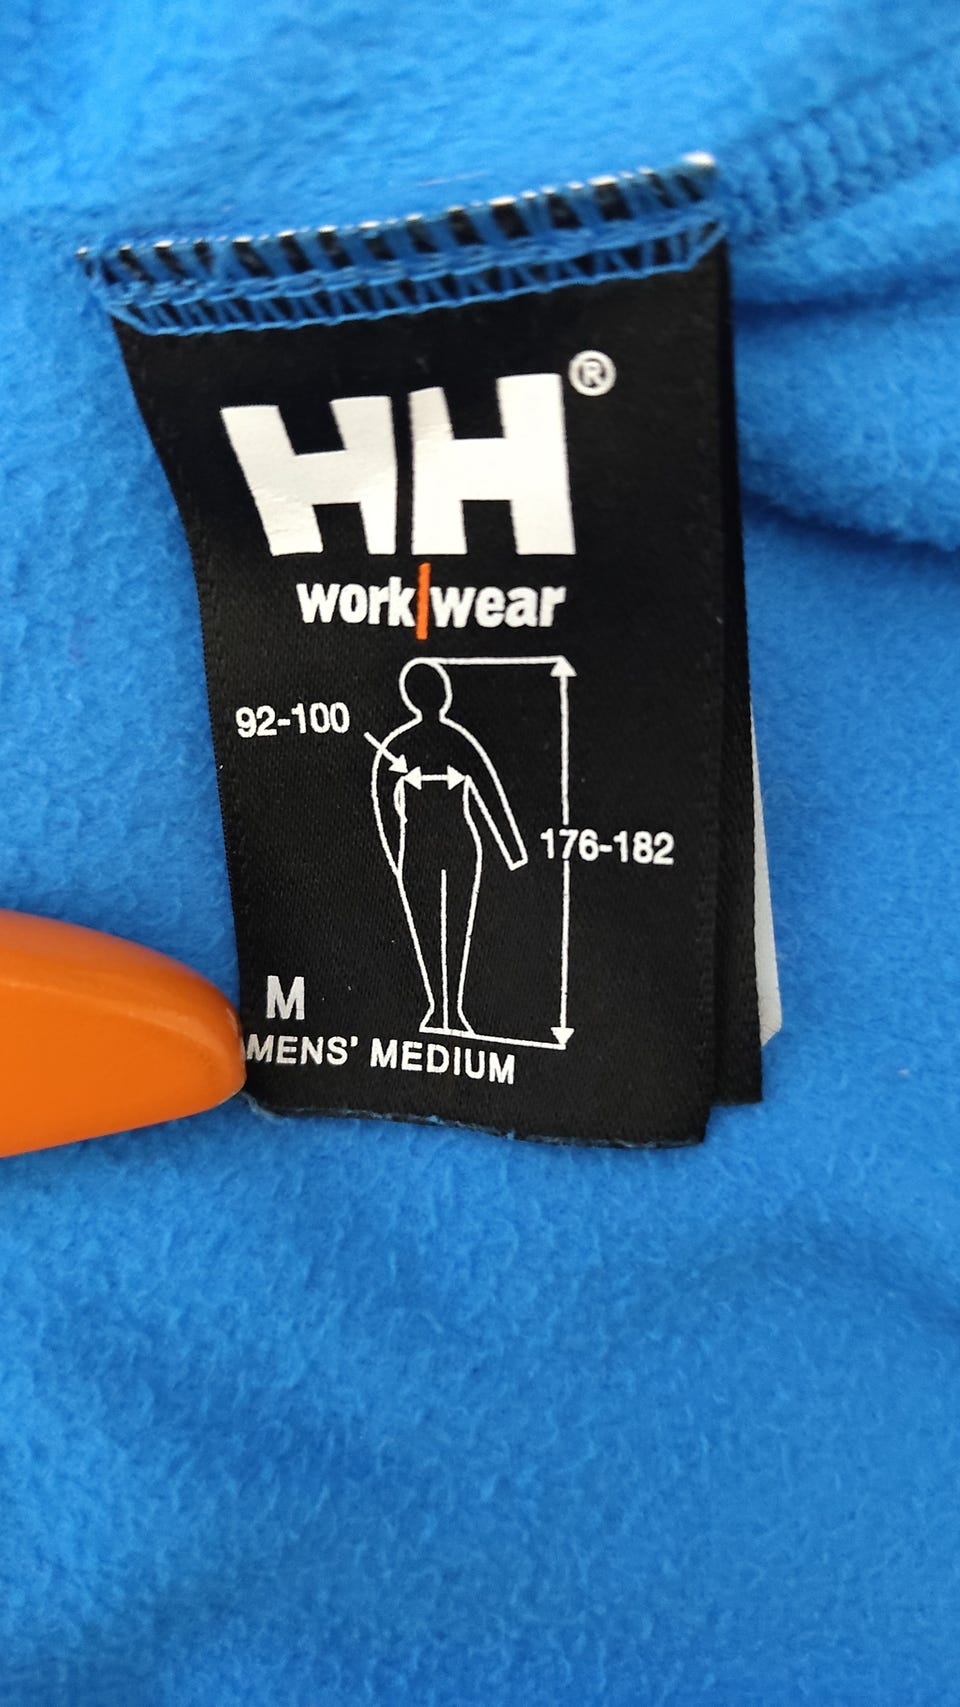 HH®
work|wear
92-100
176-182
M
MENS' MEDIUM